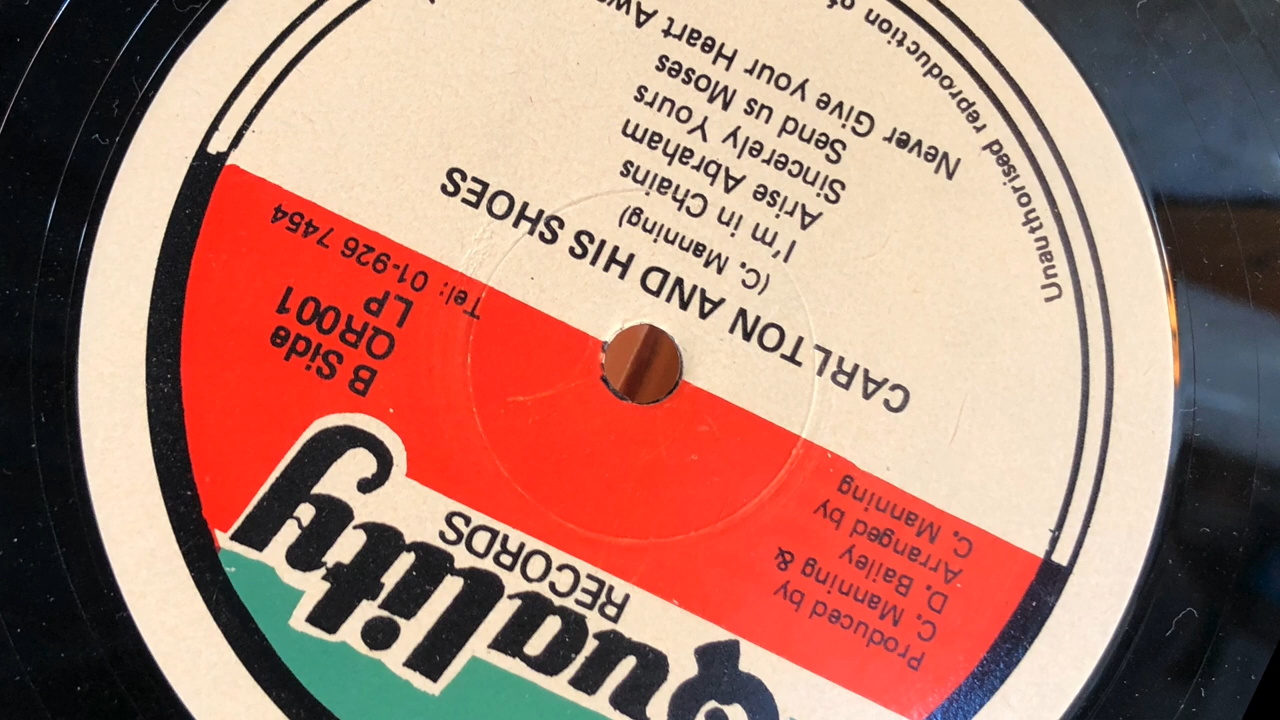 Quality
RECORDS
Produced by
C. Manning &
D. Bailey
Arranged by
C. Manning
B Side
QR001
LP
Tel: 01-926 7454
CARLTON AND HIS SHOES
(C. Manning)
I'm in Chains
Arise Abraham
Sincerely Yours
Send us Moses
Never Give your Heart
Unauthorised reproduction of